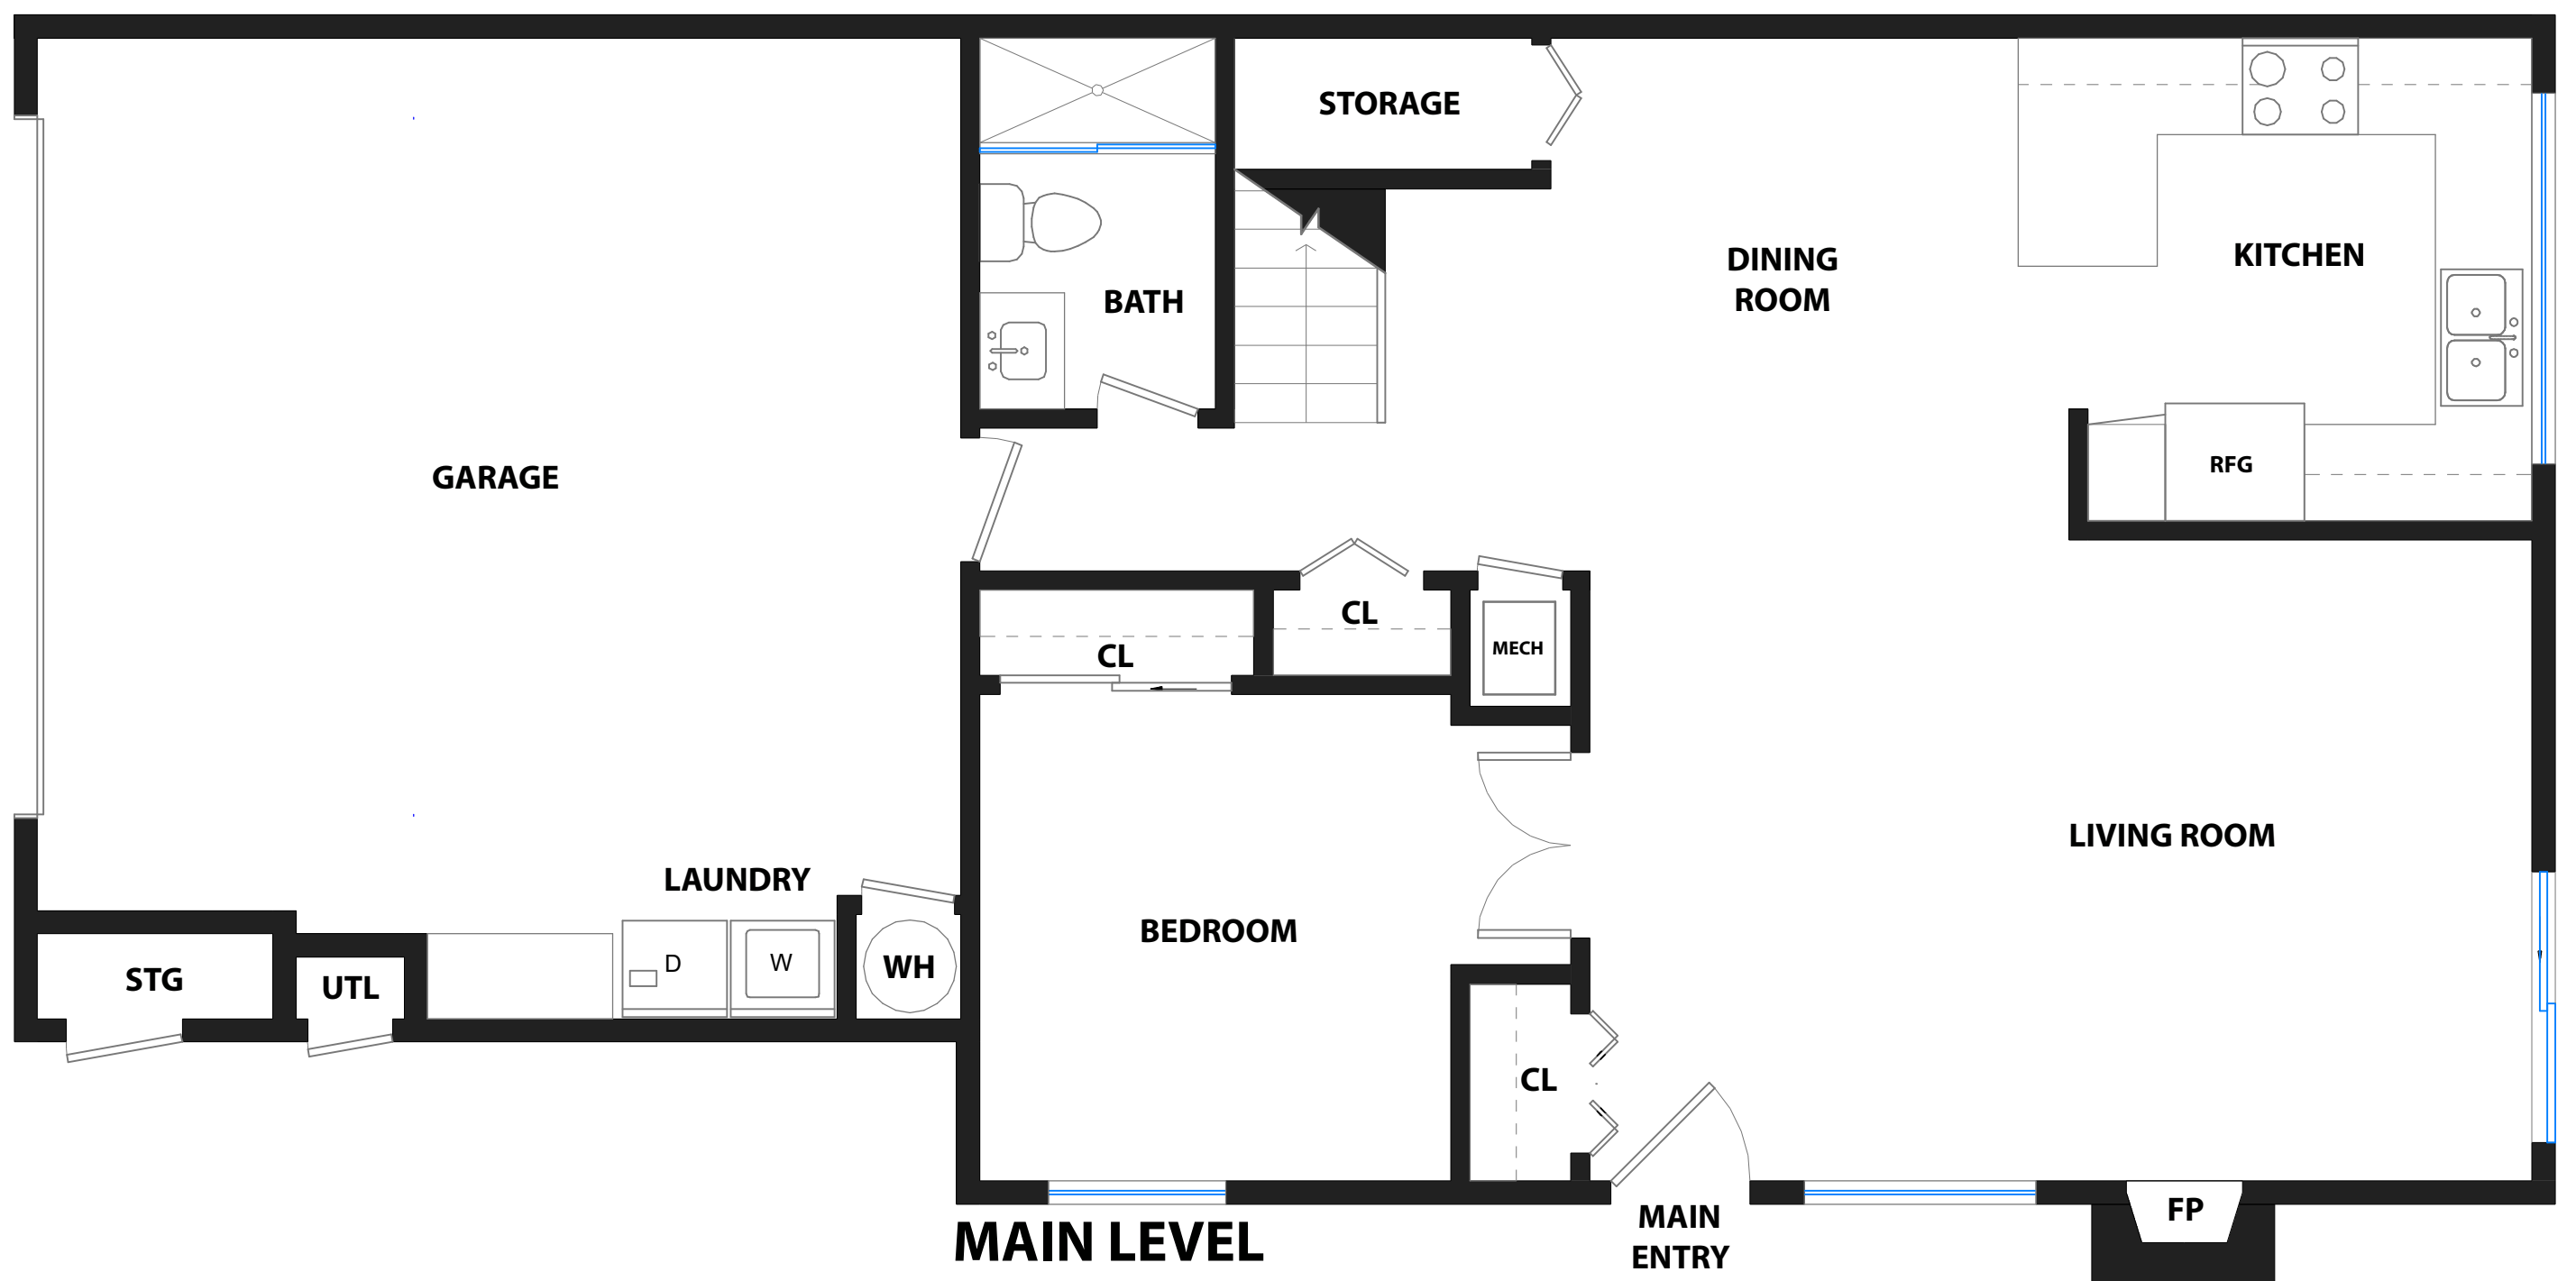 STORAGE
DINING
ROOM
KITCHEN
BATH
GARAGE
RFG
CL
CL
MECH
LIVING ROOM
LAUNDRY
BEDROOM
STG
UTL
D
W
WH
CL
MAIN LEVEL
MAIN
ENTRY
FP